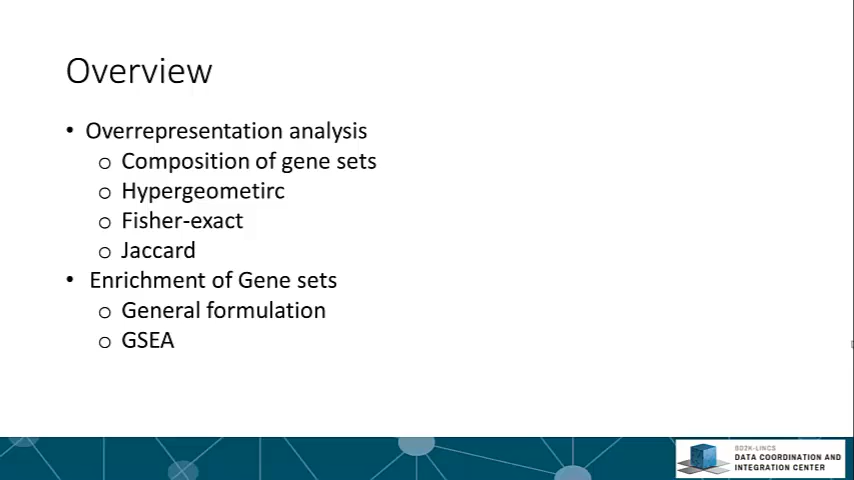 Overview
• Overrepresentation analysis
o Composition of gene sets
o Hypergeometirc
o Fisher-exact
o Jaccard
• Enrichment of Gene sets
o General formulation
o GSEA
BD2K-LINCS
DATA COORDINATION AND
INTEGRATION CENTER